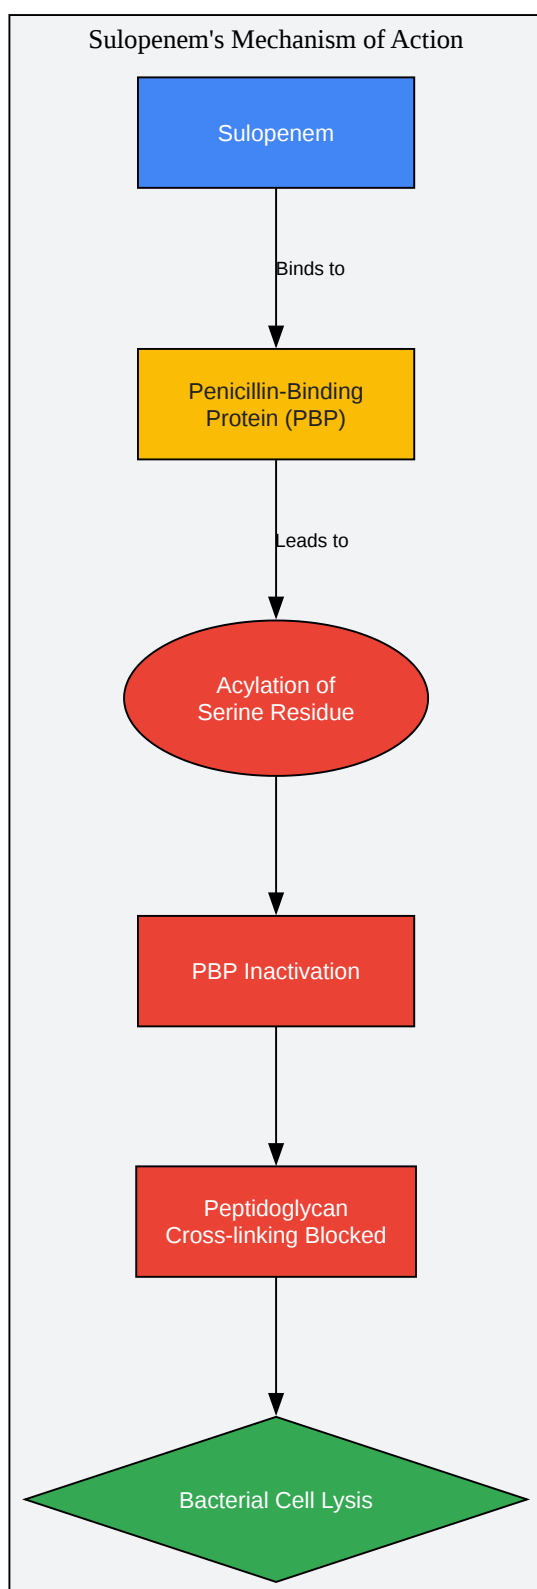 Sulopenem's Mechanism of Action
Sulopenem
Binds to
Penicillin-Binding
Protein (PBP)
Leads to
Acylation of
Serine Residue
PBP Inactivation
Peptidoglycan
Cross-linking Blocked
Bacterial Cell Lysis